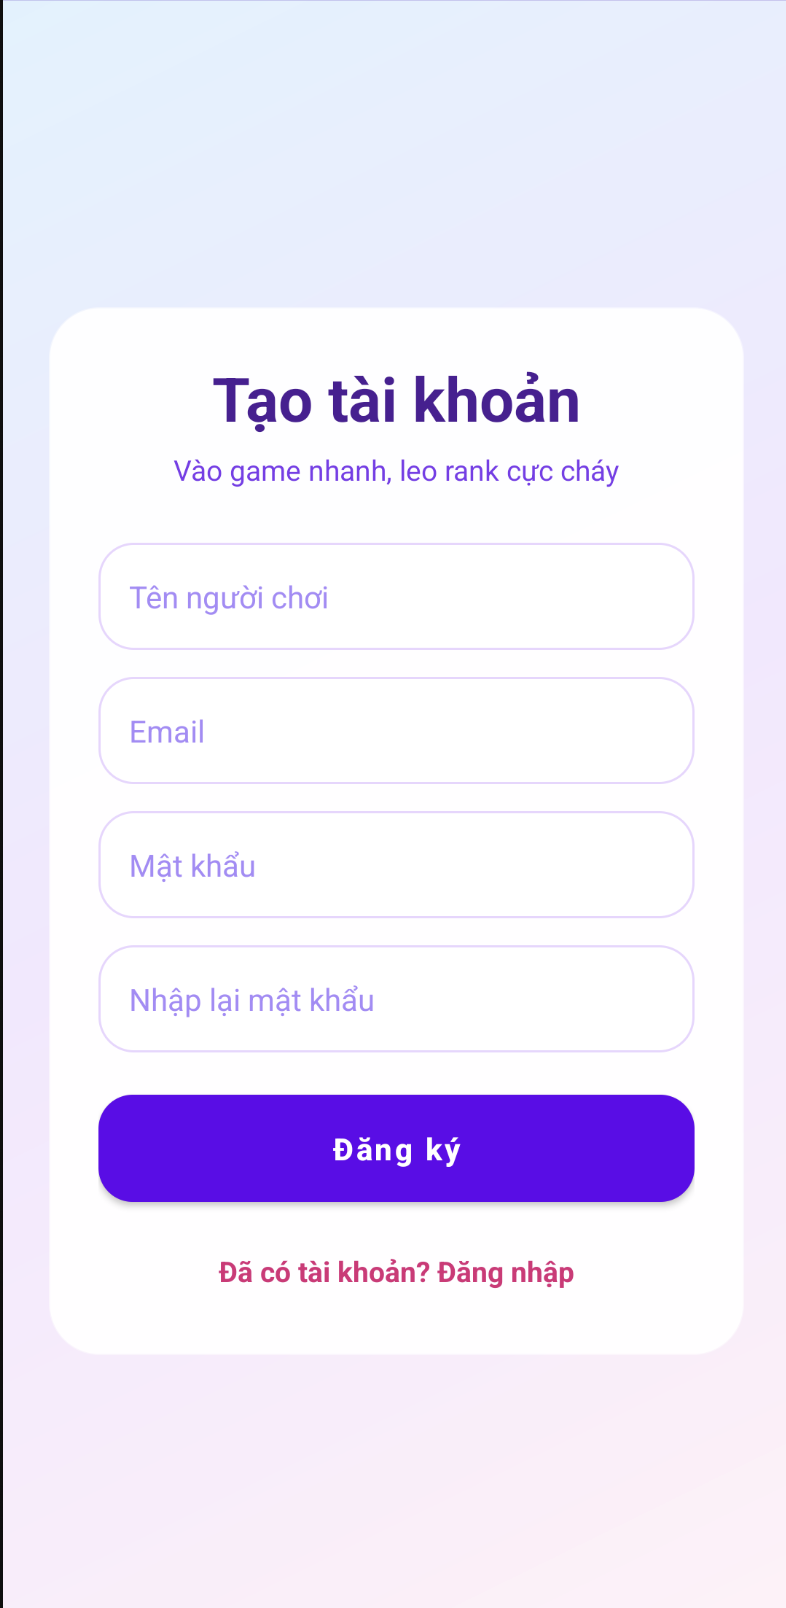 Tạo tài khoản
Vào game nhanh, leo rank cực cháy
Tên người chơi
Email
Mật khẩu
Nhập lại mật khẩu
Đăng ký
Đã có tài khoản? Đăng nhập